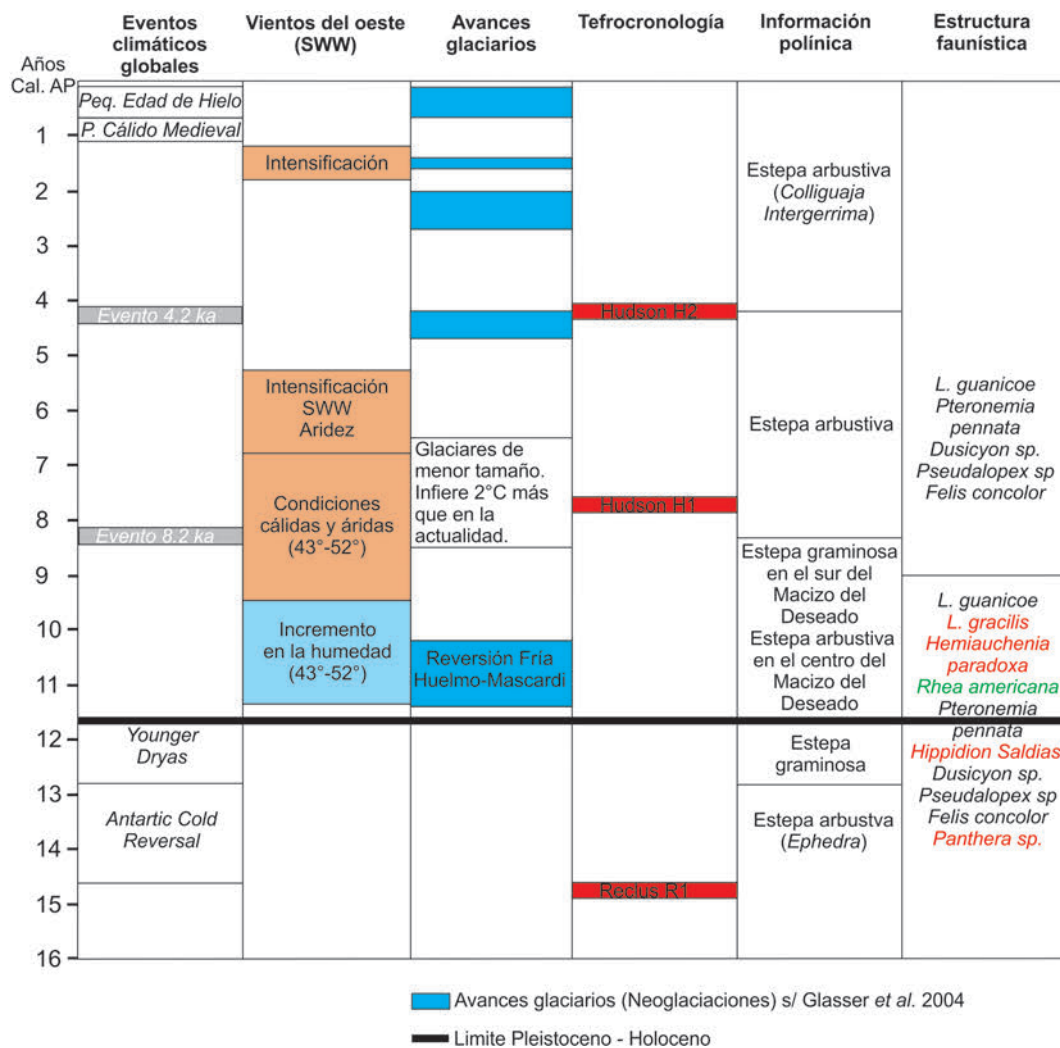 Eventos
climáticos
globales
Vientos del oeste
(SWW)
Avances
glaciarios
Tefrocronología
Información
polínica
Estructura
faunística
Años
Cal. AP
1
2
3
4
5
6
7
8
9
10
11
12
13
14
15
16
Peq. Edad de Hielo
P. Cálido Medieval
Evento 4.2 ka
Evento 8.2 ka
Younger
Dryas
Antartic Cold
Reversal
Intensificación
Intensificación
SWW
Aridez
Condiciones
cálidas y áridas
(43°-52°)
Incremento
en la humedad
(43°-52°)
Glaciares de
menor tamaño.
Infiere 2°C más
que en la
actualidad.
Reversión Fría
Huelmo-Mascardi
Hudson H2
Hudson H1
Reclus R1
Estepa arbustiva
(Colliguaja
Intergerrima)
Estepa arbustiva
Estepa graminosa
en el sur del
Macizo del
Deseado
Estepa arbustiva
en el centro del
Macizo del
Deseado
Estepa
graminosa
Estepa arbustva
(Ephedra)
L. guanicoe
Pteronemia
pennata
Dusicyon sp.
Pseudalopex sp
Felis concolor
L. guanicoe
L. gracilis
Hemiauchenia
paradoxa
Rhea americana
Pteronemia
pennata
Hippidion Saldias
Dusicyon sp.
Pseudalopex sp
Felis concolor
Panthera sp.
Avances glaciarios (Neoglaciaciones) s/ Glasser et al. 2004
Limite Pleistoceno - Holoceno